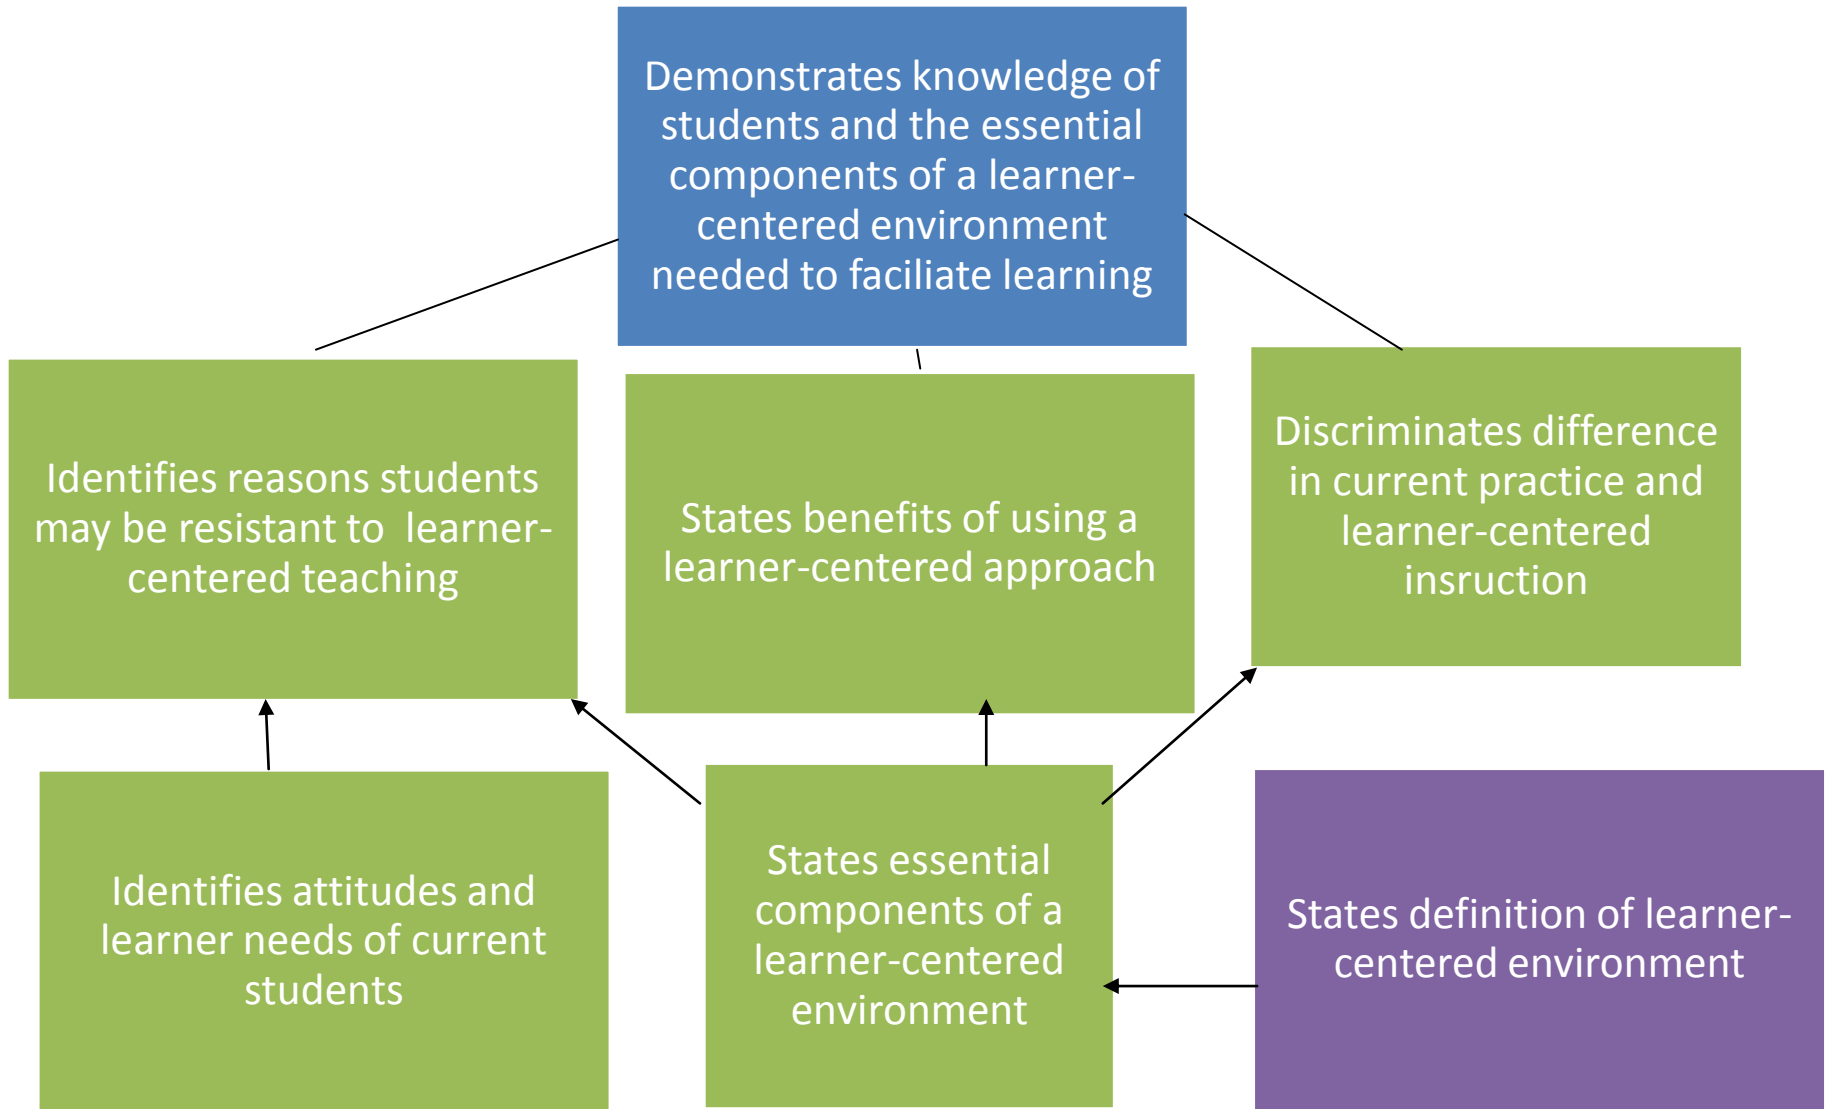 Demonstrates knowledge of
students and the essential
components of a learner-
centered environment
needed to faciliate learning
Identifies reasons students
may be resistant to  learner-
centered teaching
States benefits of using a
learner-centered approach
Discriminates difference
in current practice and
learner-centered
insruction
Identifies attitudes and
learner needs of current
students
States essential
components of a
learner-centered
environment
States definition of learner-
centered environment